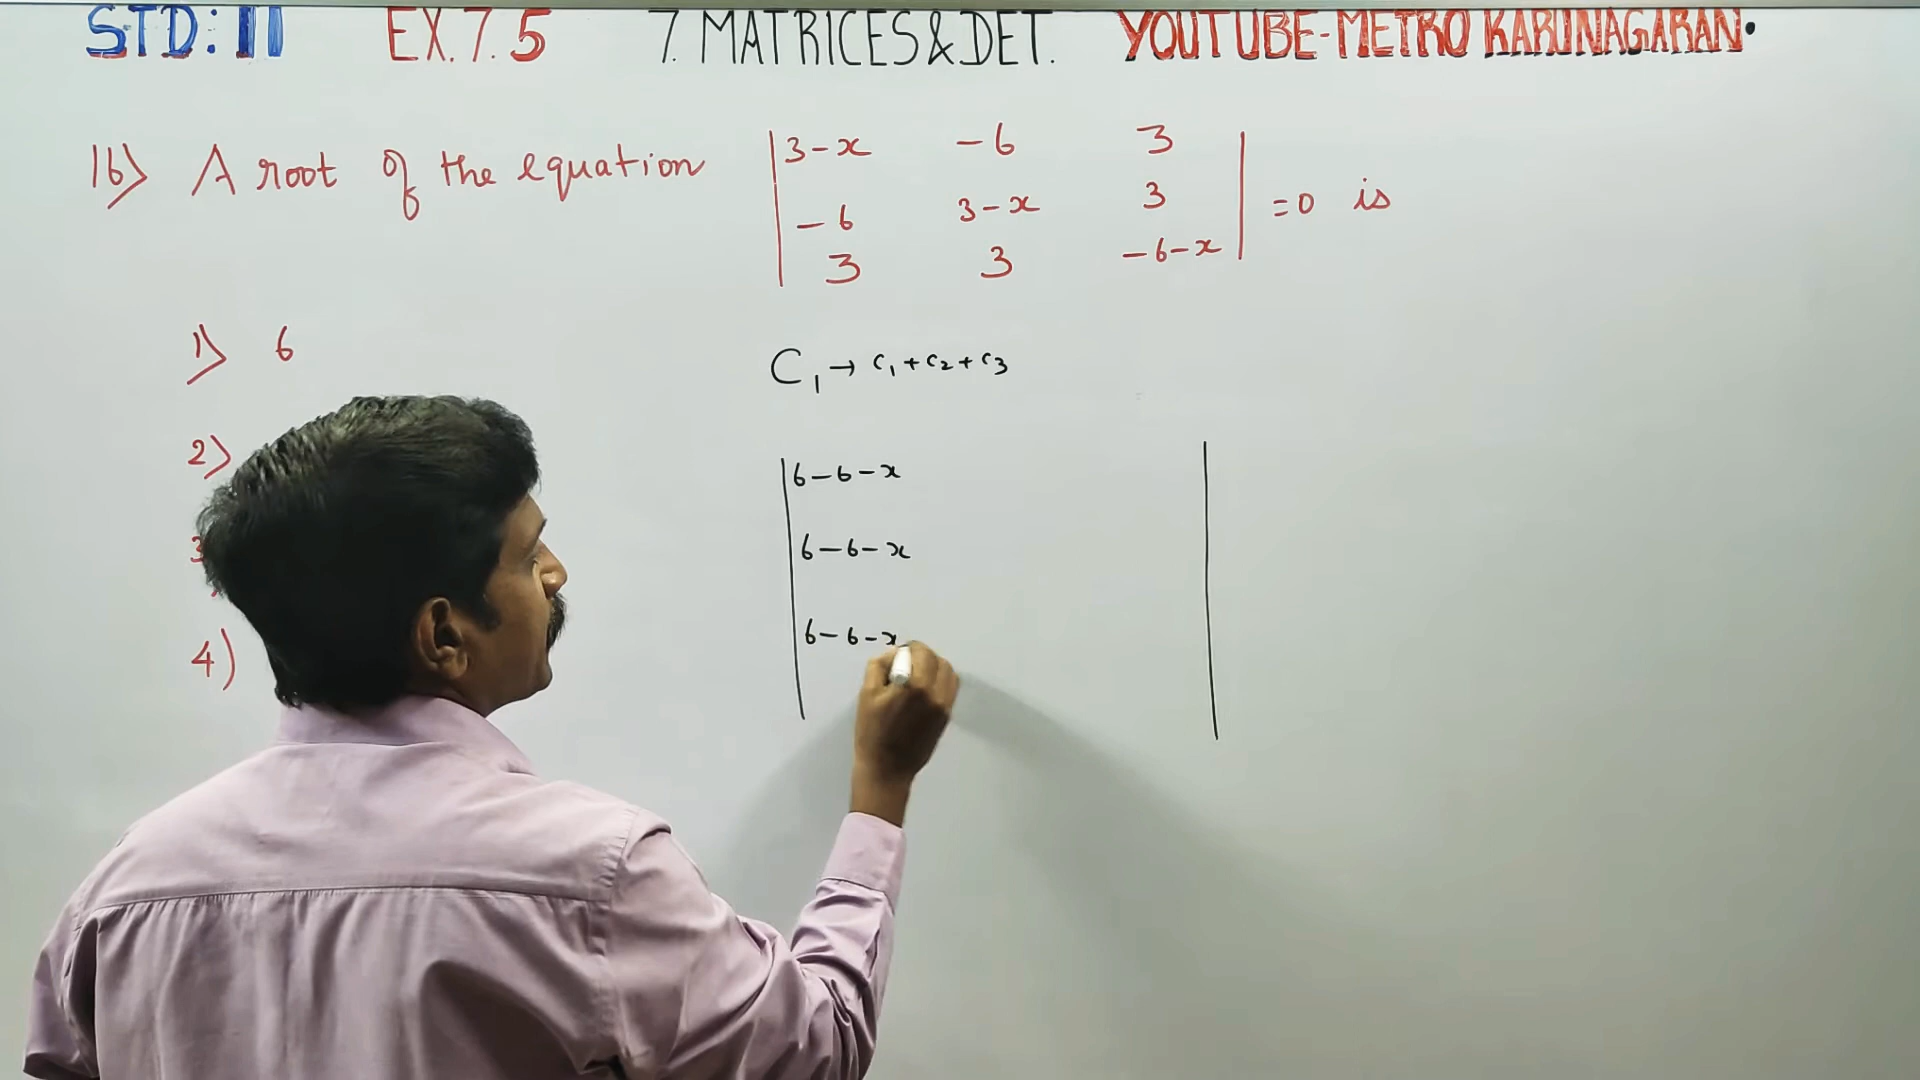 STD: 11 EX. 7.5 7. MATRICES & DET. YOUTUBE-METRO KARUNAGARAN.
16) A root of the equation | 3-x -6 3 |
| -6 3-x 3 | =0 is
| 3 3 -6-x |
1) 6
C1 → c1+c2+c3
2)
| 6-6-x |
3
| 6-6-x |
4)
| 6-6-x |